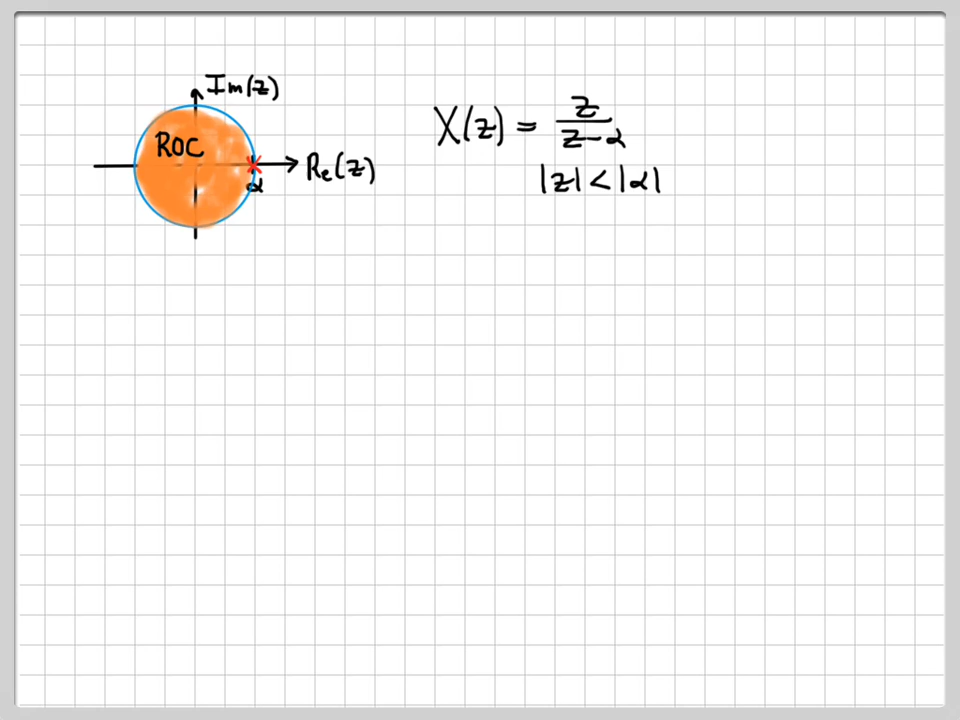 Im(z)
ROC
Re(z)
α
X(z) = z / z-α
|z| < |α|